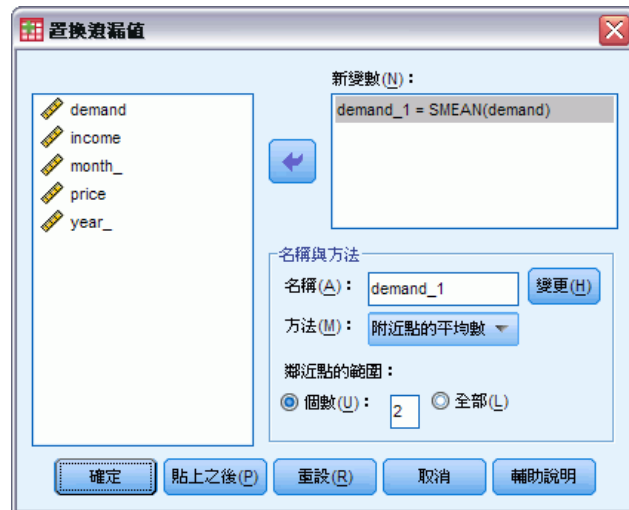 置換遺漏值
demand
income
month_
price
year_
新變數(N)：
demand_1 = SMEAN(demand)
名稱與方法
名稱(A)：
demand_1
變更(H)
方法(M)：
附近點的平均數
鄰近點的範圍：
個數(U)：
2
全部(L)
確定
貼上之後(P)
重設(R)
取消
輔助說明